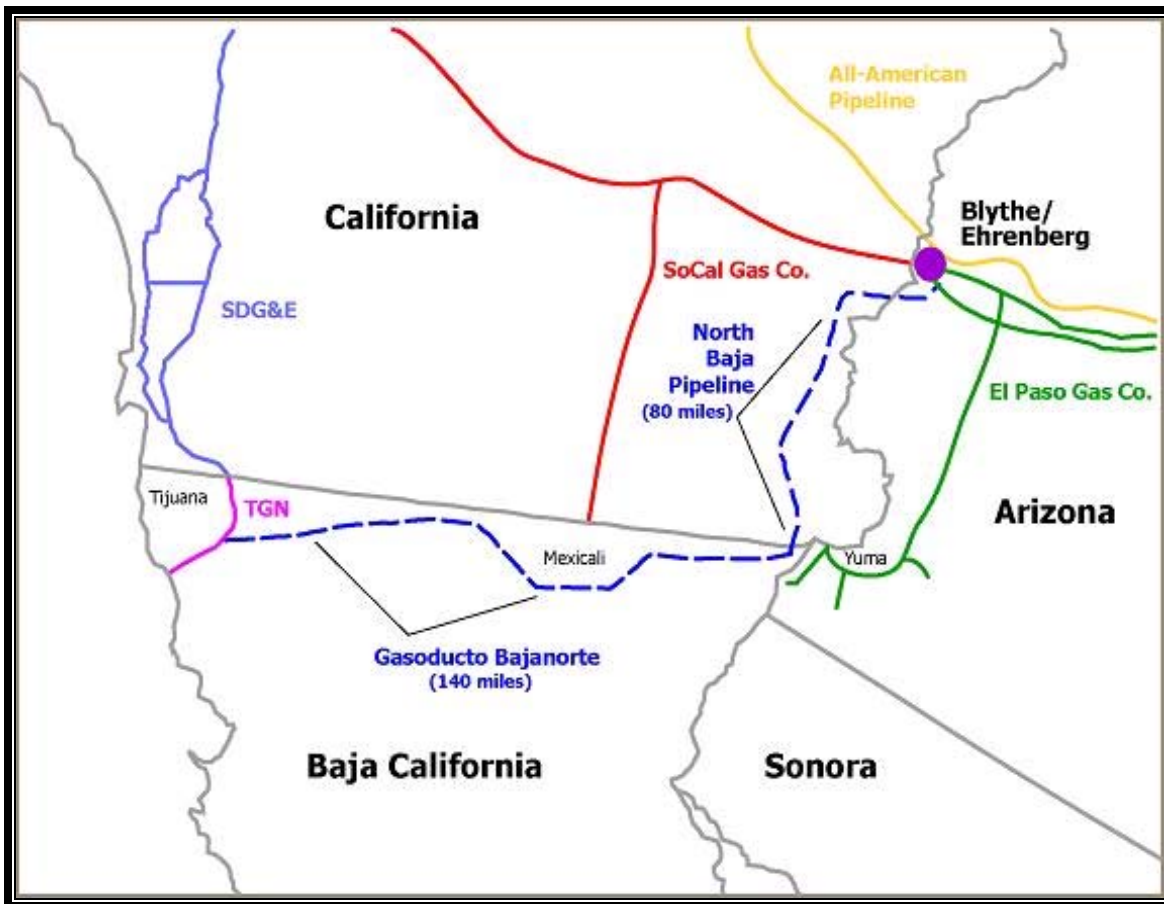 All-American
Pipeline
Blythe/
Ehrenberg
California
SoCal Gas Co.
SDG&E
North
Baja
Pipeline
(80 miles)
El Paso Gas Co.
Tijuana
TGN
Arizona
Mexicali
Yuma
Gasoducto Bajanorte
(140 miles)
Baja California
Sonora